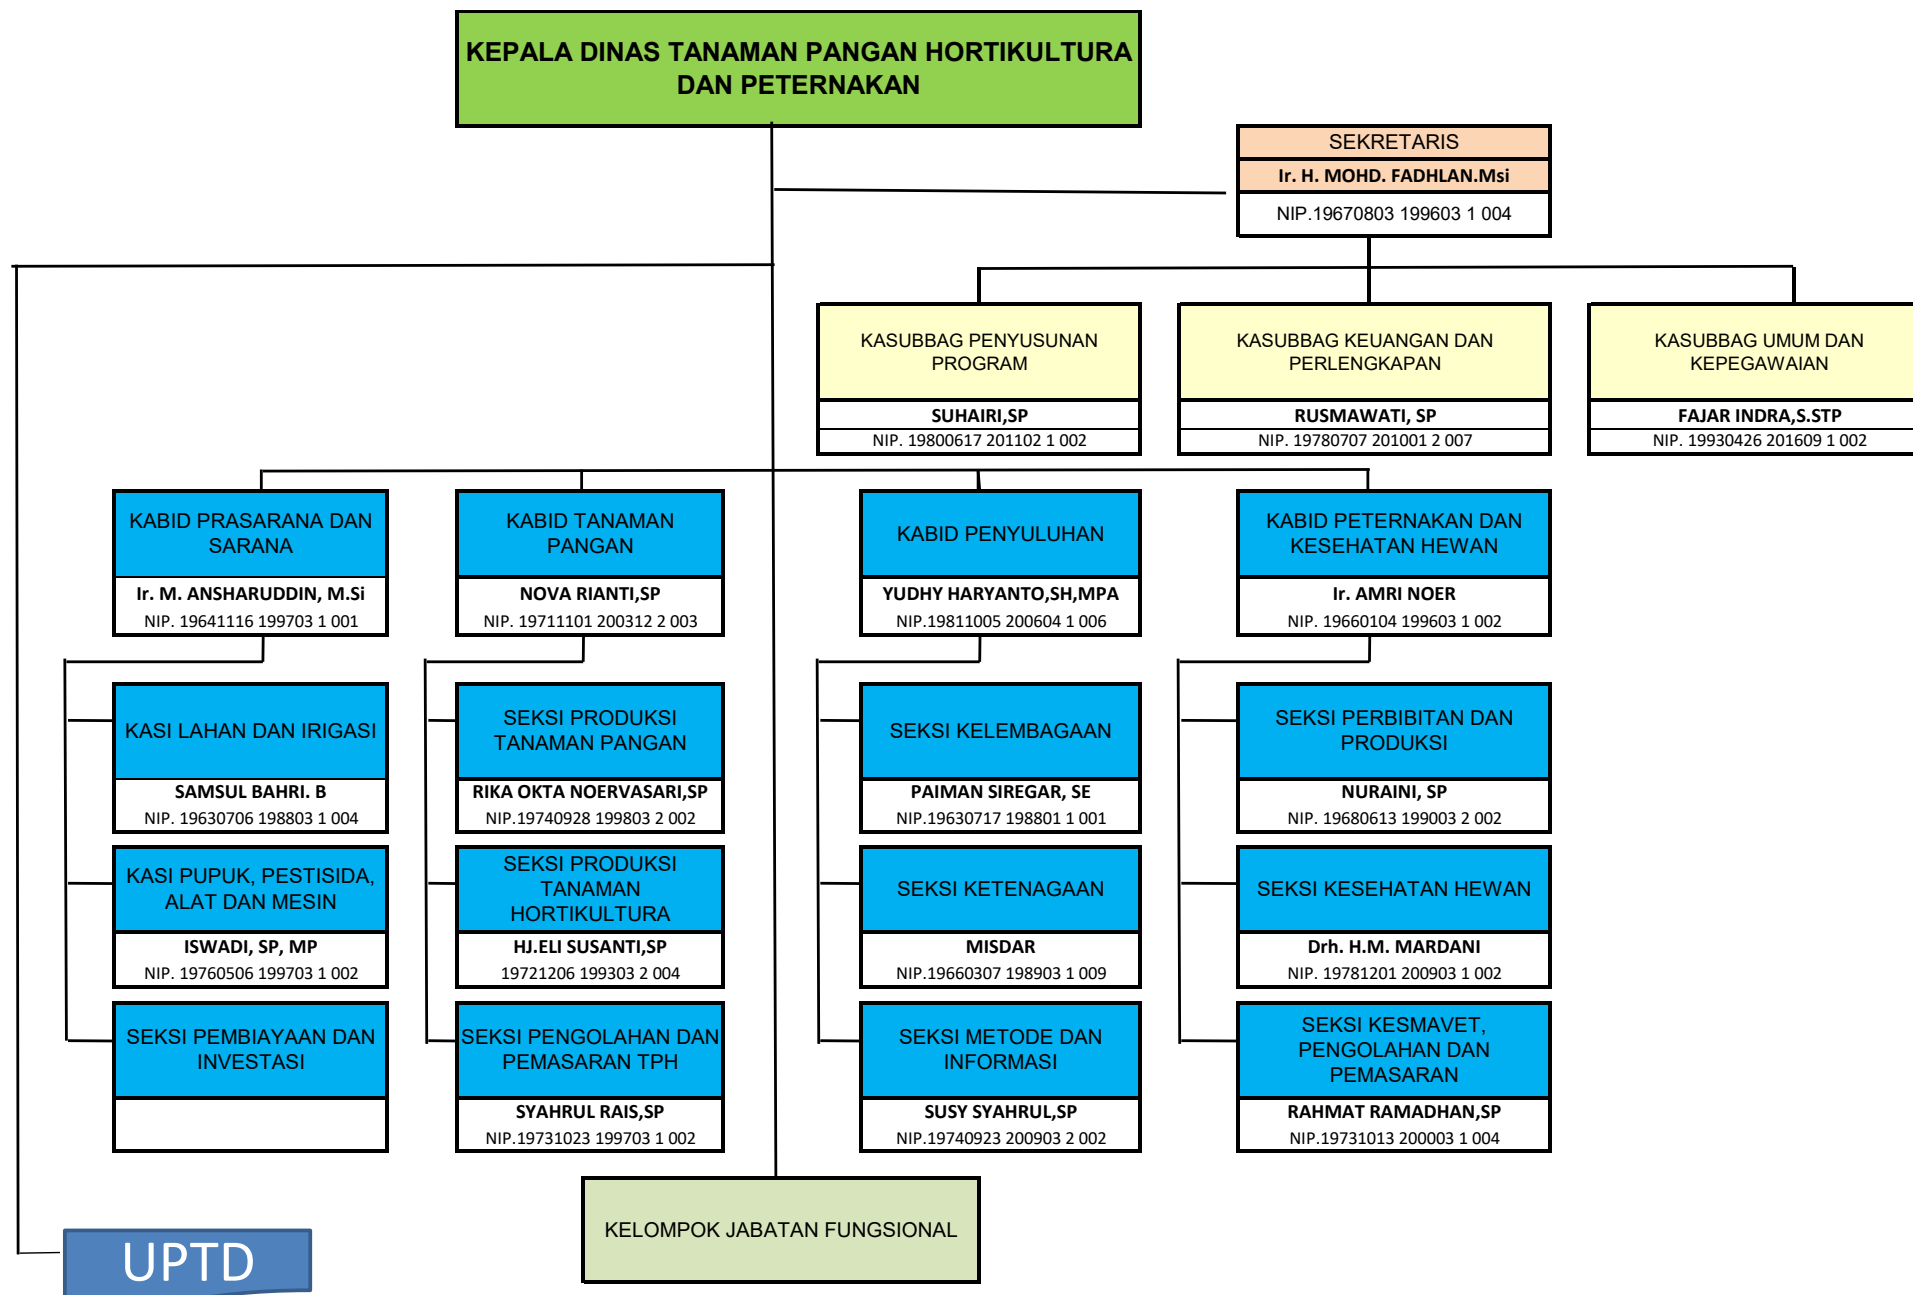 KEPALA DINAS TANAMAN PANGAN HORTIKULTURA
DAN PETERNAKAN
SEKRETARIS
Ir. H. MOHD. FADHLAN.Msi
NIP.19670803 199603 1 004
KASUBBAG PENYUSUNAN
PROGRAM
SUHAIRI,SP
NIP. 19800617 201102 1 002
KASUBBAG KEUANGAN DAN
PERLENGKAPAN
RUSMAWATI, SP
NIP. 19780707 201001 2 007
KASUBBAG UMUM DAN
KEPEGAWAIAN
FAJAR INDRA,S.STP
NIP. 19930426 201609 1 002
KABID PRASARANA DAN
SARANA
Ir. M. ANSHARUDDIN, M.Si
NIP. 19641116 199703 1 001
KABID TANAMAN
PANGAN
NOVA RIANTI,SP
NIP. 19711101 200312 2 003
KABID PENYULUHAN
YUDHY HARYANTO,SH,MPA
NIP.19811005 200604 1 006
KABID PETERNAKAN DAN
KESEHATAN HEWAN
Ir. AMRI NOER
NIP. 19660104 199603 1 002
KASI LAHAN DAN IRIGASI
SAMSUL BAHRI. B
NIP. 19630706 198803 1 004
SEKSI PRODUKSI
TANAMAN PANGAN
RIKA OKTA NOERVASARI,SP
NIP.19740928 199803 2 002
SEKSI KELEMBAGAAN
PAIMAN SIREGAR, SE
NIP.19630717 198801 1 001
SEKSI PERBIBITAN DAN
PRODUKSI
NURAINI, SP
NIP. 19680613 199003 2 002
KASI PUPUK, PESTISIDA,
ALAT DAN MESIN
ISWADI, SP, MP
NIP. 19760506 199703 1 002
SEKSI PRODUKSI
TANAMAN
HORTIKULTURA
HJ.ELI SUSANTI,SP
19721206 199303 2 004
SEKSI KETENAGAAN
MISDAR
NIP.19660307 198903 1 009
SEKSI KESEHATAN HEWAN
Drh. H.M. MARDANI
NIP. 19781201 200903 1 002
SEKSI PEMBIAYAAN DAN
INVESTASI
SEKSI PENGOLAHAN DAN
PEMASARAN TPH
SYAHRUL RAIS,SP
NIP.19731023 199703 1 002
SEKSI METODE DAN
INFORMASI
SUSY SYAHRUL,SP
NIP.19740923 200903 2 002
SEKSI KESMAVET,
PENGOLAHAN DAN
PEMASARAN
RAHMAT RAMADHAN,SP
NIP.19731013 200003 1 004
KELOMPOK JABATAN FUNGSIONAL
UPTD